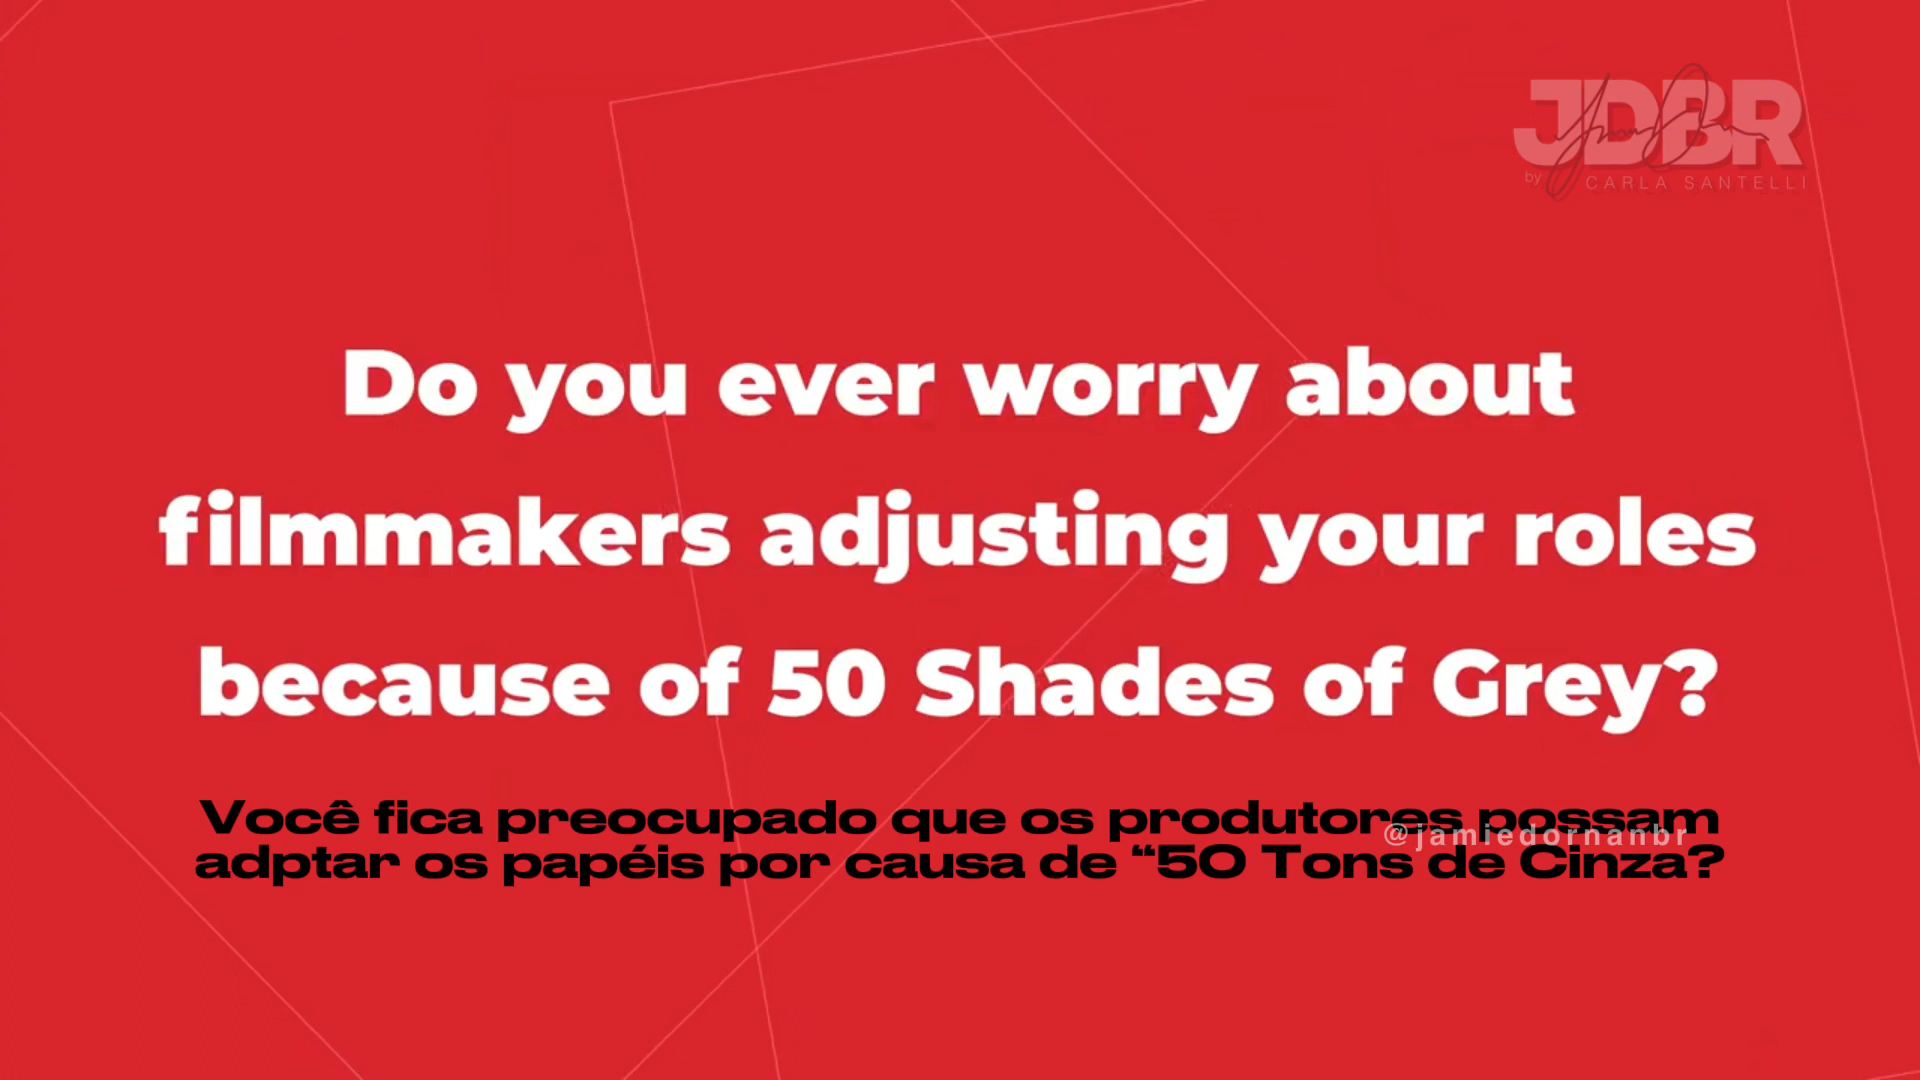 JDBR
by CARLA SANTELLI
Do you ever worry about
filmmakers adjusting your roles
because of 50 Shades of Grey?
Você fica preocupado que os produtores possam
@jamiedornanbr
adptar os papéis por causa de “50 Tons de Cinza?